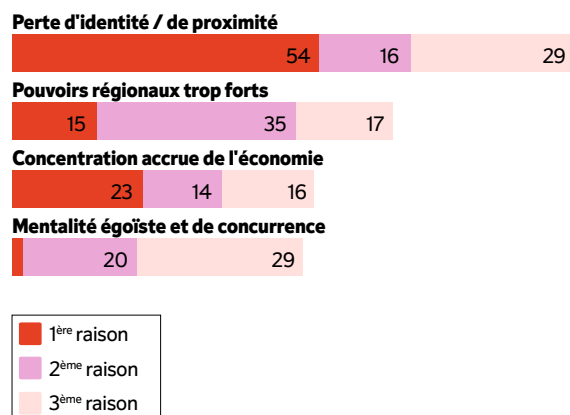 Perte d'identité / de proximité
54 16 29
Pouvoirs régionaux trop forts
15 35 17
Concentration accrue de l'économie
23 14 16
Mentalité égoïste et de concurrence
20 29
1ère raison
2ème raison
3ème raison